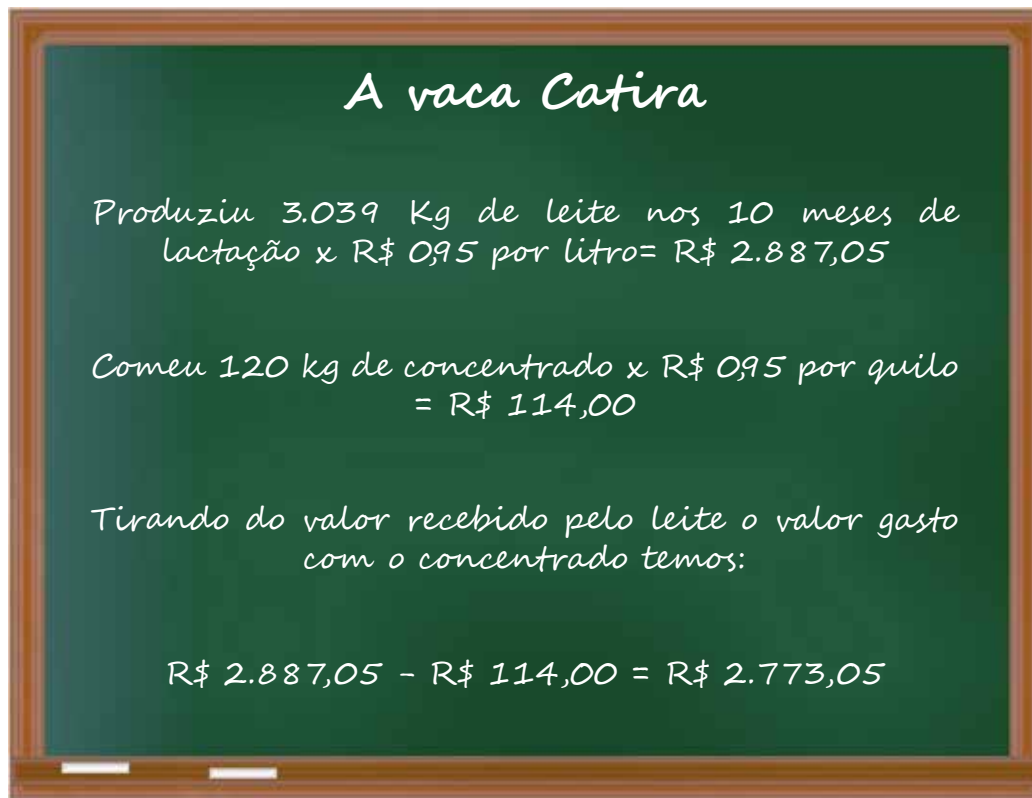 A vaca Catira
Produziu 3.039 Kg de leite nos 10 meses de
lactação x R$ 0,95 por litro= R$ 2.887,05
Comeu 120 kg de concentrado x R$ 0,95 por quilo
= R$ 114,00
Tirando do valor recebido pelo leite o valor gasto
com o concentrado temos:
R$ 2.887,05 - R$ 114,00 = R$ 2.773,05